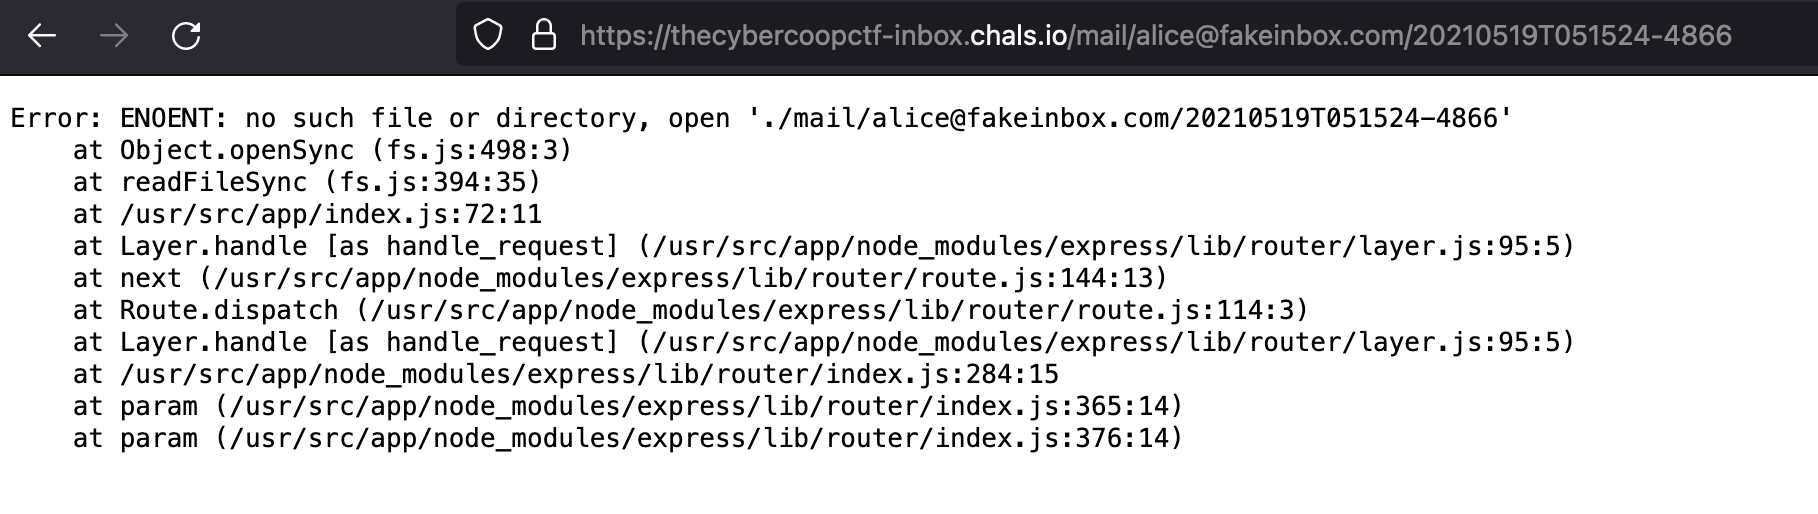 https://thecybercoopctf-inbox.chals.io/mail/alice@fakeinbox.com/20210519T051524-4866
Error: ENOENT: no such file or directory, open './mail/alice@fakeinbox.com/20210519T051524-4866'
    at Object.openSync (fs.js:498:3)
    at readFileSync (fs.js:394:35)
    at /usr/src/app/index.js:72:11
    at Layer.handle [as handle_request] (/usr/src/app/node_modules/express/lib/router/layer.js:95:5)
    at next (/usr/src/app/node_modules/express/lib/router/route.js:144:13)
    at Route.dispatch (/usr/src/app/node_modules/express/lib/router/route.js:114:3)
    at Layer.handle [as handle_request] (/usr/src/app/node_modules/express/lib/router/layer.js:95:5)
    at /usr/src/app/node_modules/express/lib/router/index.js:284:15
    at param (/usr/src/app/node_modules/express/lib/router/index.js:365:14)
    at param (/usr/src/app/node_modules/express/lib/router/index.js:376:14)